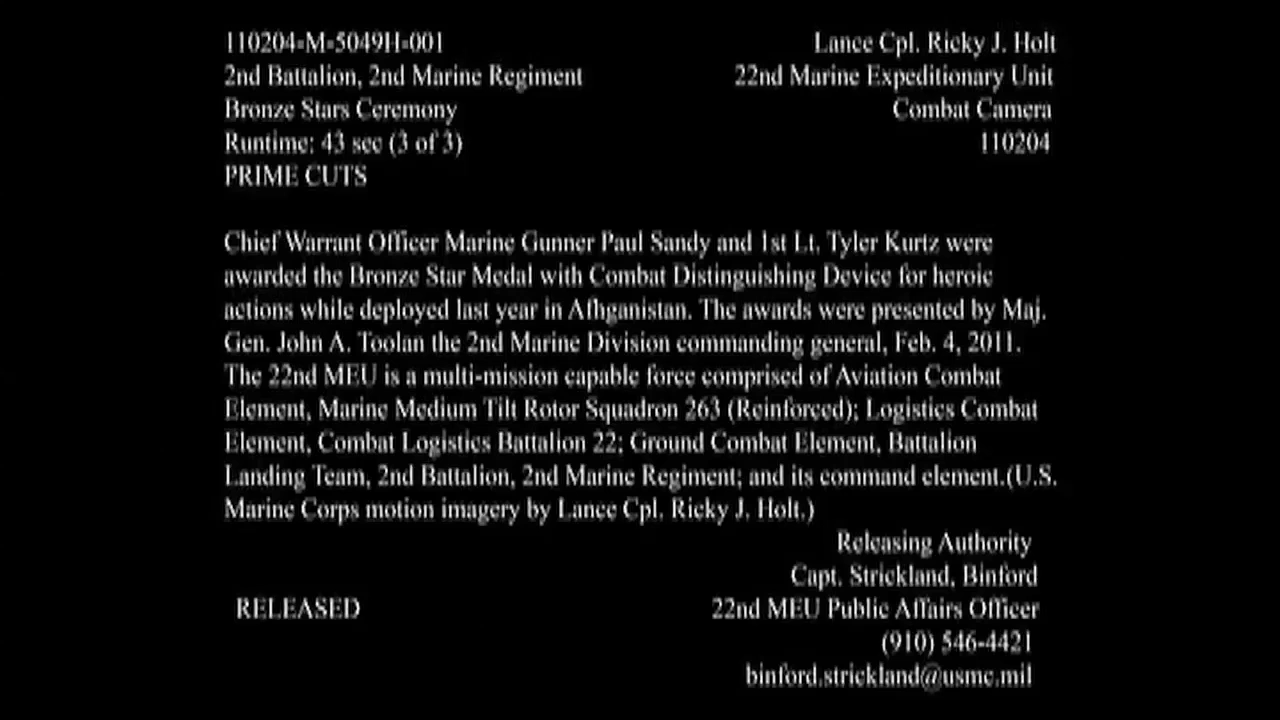 110204-M-5049H-001 Lance Cpl. Ricky J. Holt
2nd Battalion, 2nd Marine Regiment 22nd Marine Expeditionary Unit
Bronze Stars Ceremony Combat Camera
Runtime: 43 sec (3 of 3) 110204
PRIME CUTS
Chief Warrant Officer Marine Gunner Paul Sandy and 1st Lt. Tyler Kurtz were
awarded the Bronze Star Medal with Combat Distinguishing Device for heroic
actions while deployed last year in Afhganistan. The awards were presented by Maj.
Gen. John A. Toolan the 2nd Marine Division commanding general, Feb. 4, 2011.
The 22nd MEU is a multi-mission capable force comprised of Aviation Combat
Element, Marine Medium Tilt Rotor Squadron 263 (Reinforced); Logistics Combat
Element, Combat Logistics Battalion 22; Ground Combat Element, Battalion
Landing Team, 2nd Battalion, 2nd Marine Regiment; and its command element.(U.S.
Marine Corps motion imagery by Lance Cpl. Ricky J. Holt.)
Releasing Authority
Capt. Strickland, Binford
RELEASED 22nd MEU Public Affairs Officer
(910) 546-4421
binford.strickland@usmc.mil